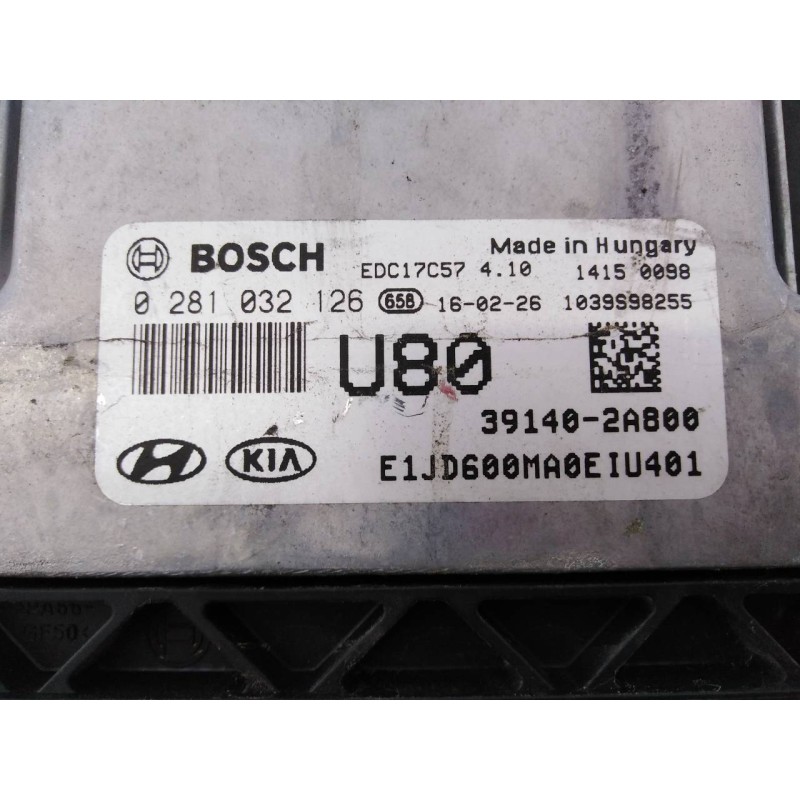 BOSCH
Made in Hungary
EDC17C57 4.10
1415 0098
0 281 032 126 658 16-02-26 1039S98255
U80
39140-2A800
KIA
E1JD600MA0EIU401